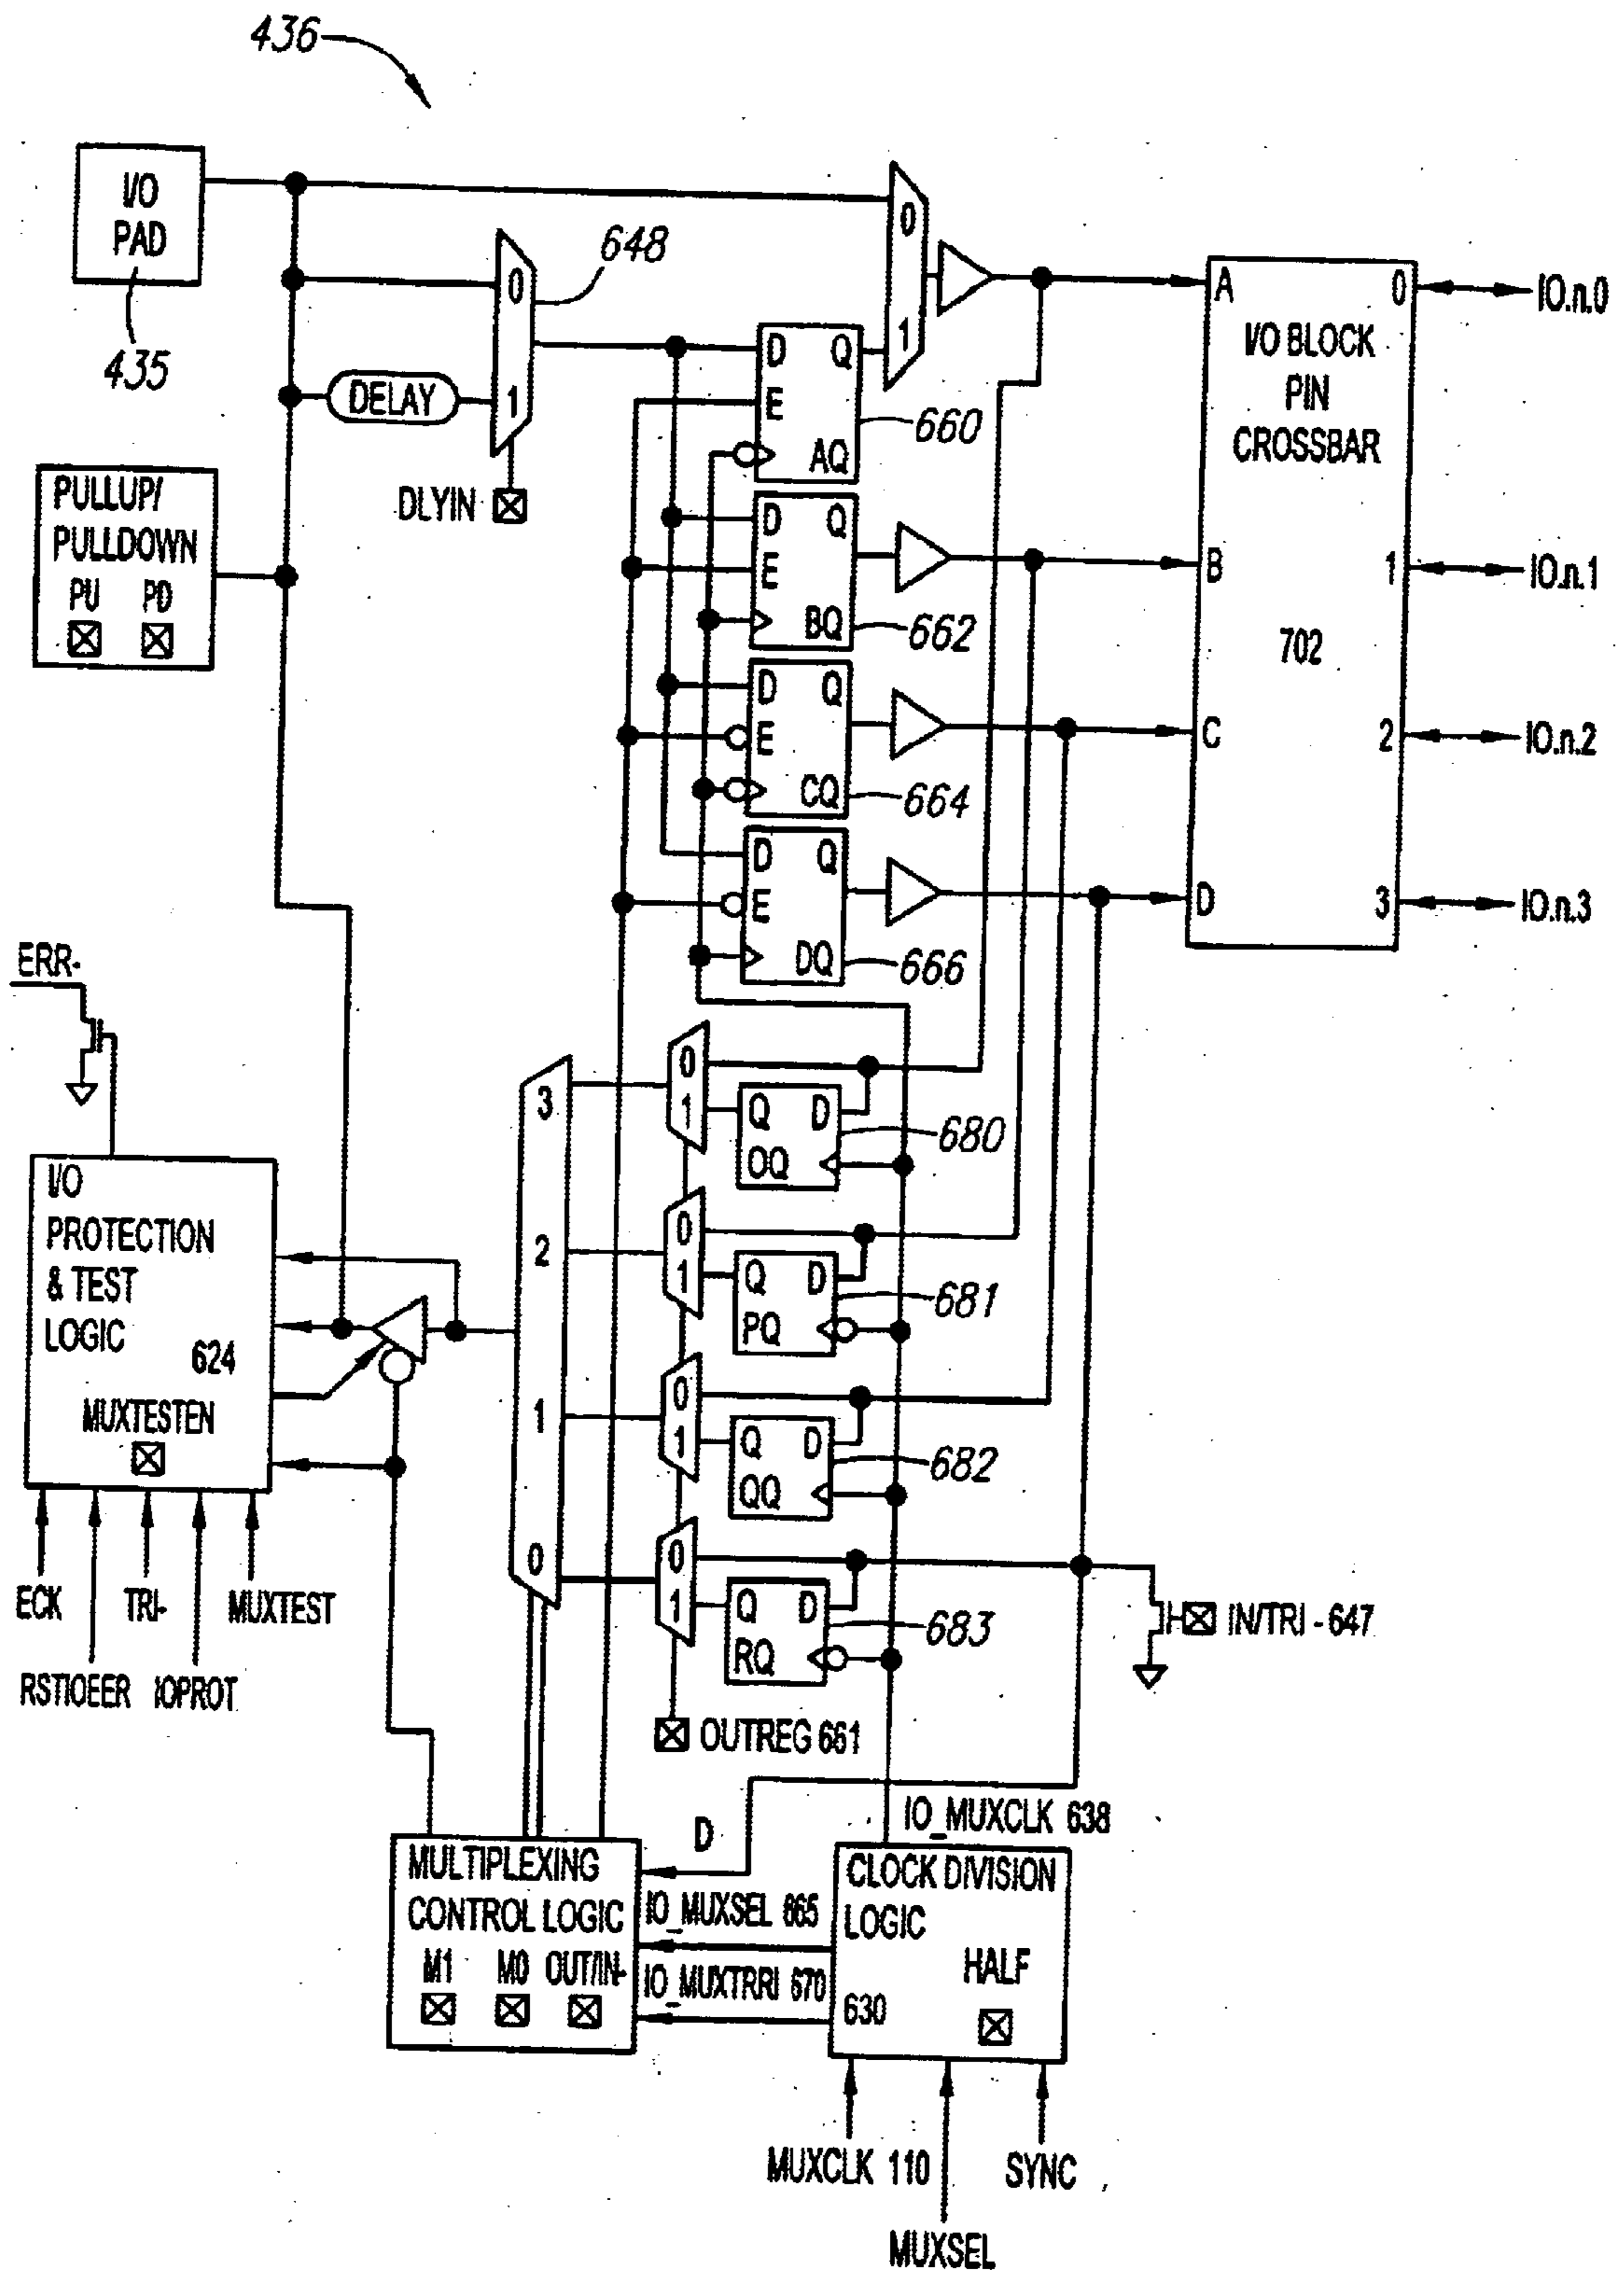 436
I/O
PAD
435
648
0
1
DELAY
DLYIN
PULLUP/
PULLDOWN
PU PD
0
1
D Q
E
AQ
660
D Q
E
BQ
662
D Q
E
CQ
664
D Q
E
DQ
666
A 0
I/O BLOCK
PIN
CROSSBAR
B 1
702
C 2
D 3
IO.n.0
IO.n.1
IO.n.2
IO.n.3
ERR-
I/O
PROTECTION
& TEST
LOGIC
624
MUXTESTEN
ECK
TRI-
MUXTEST
RSTIOEER
IOPROT
3
2
1
0
0
1
Q D
OQ
680
0
1
Q D
PQ
681
0
1
Q D
QQ
682
0
1
Q D
RQ
683
IN/TRI - 647
OUTREG 661
D
IO_MUXCLK 638
MULTIPLEXING
CONTROL LOGIC
M1 M0 OUT/IN-
IO_MUXSEL 665
IO_MUXTRRI 670
CLOCK DIVISION
LOGIC
HALF
630
MUXCLK 110
SYNC
MUXSEL